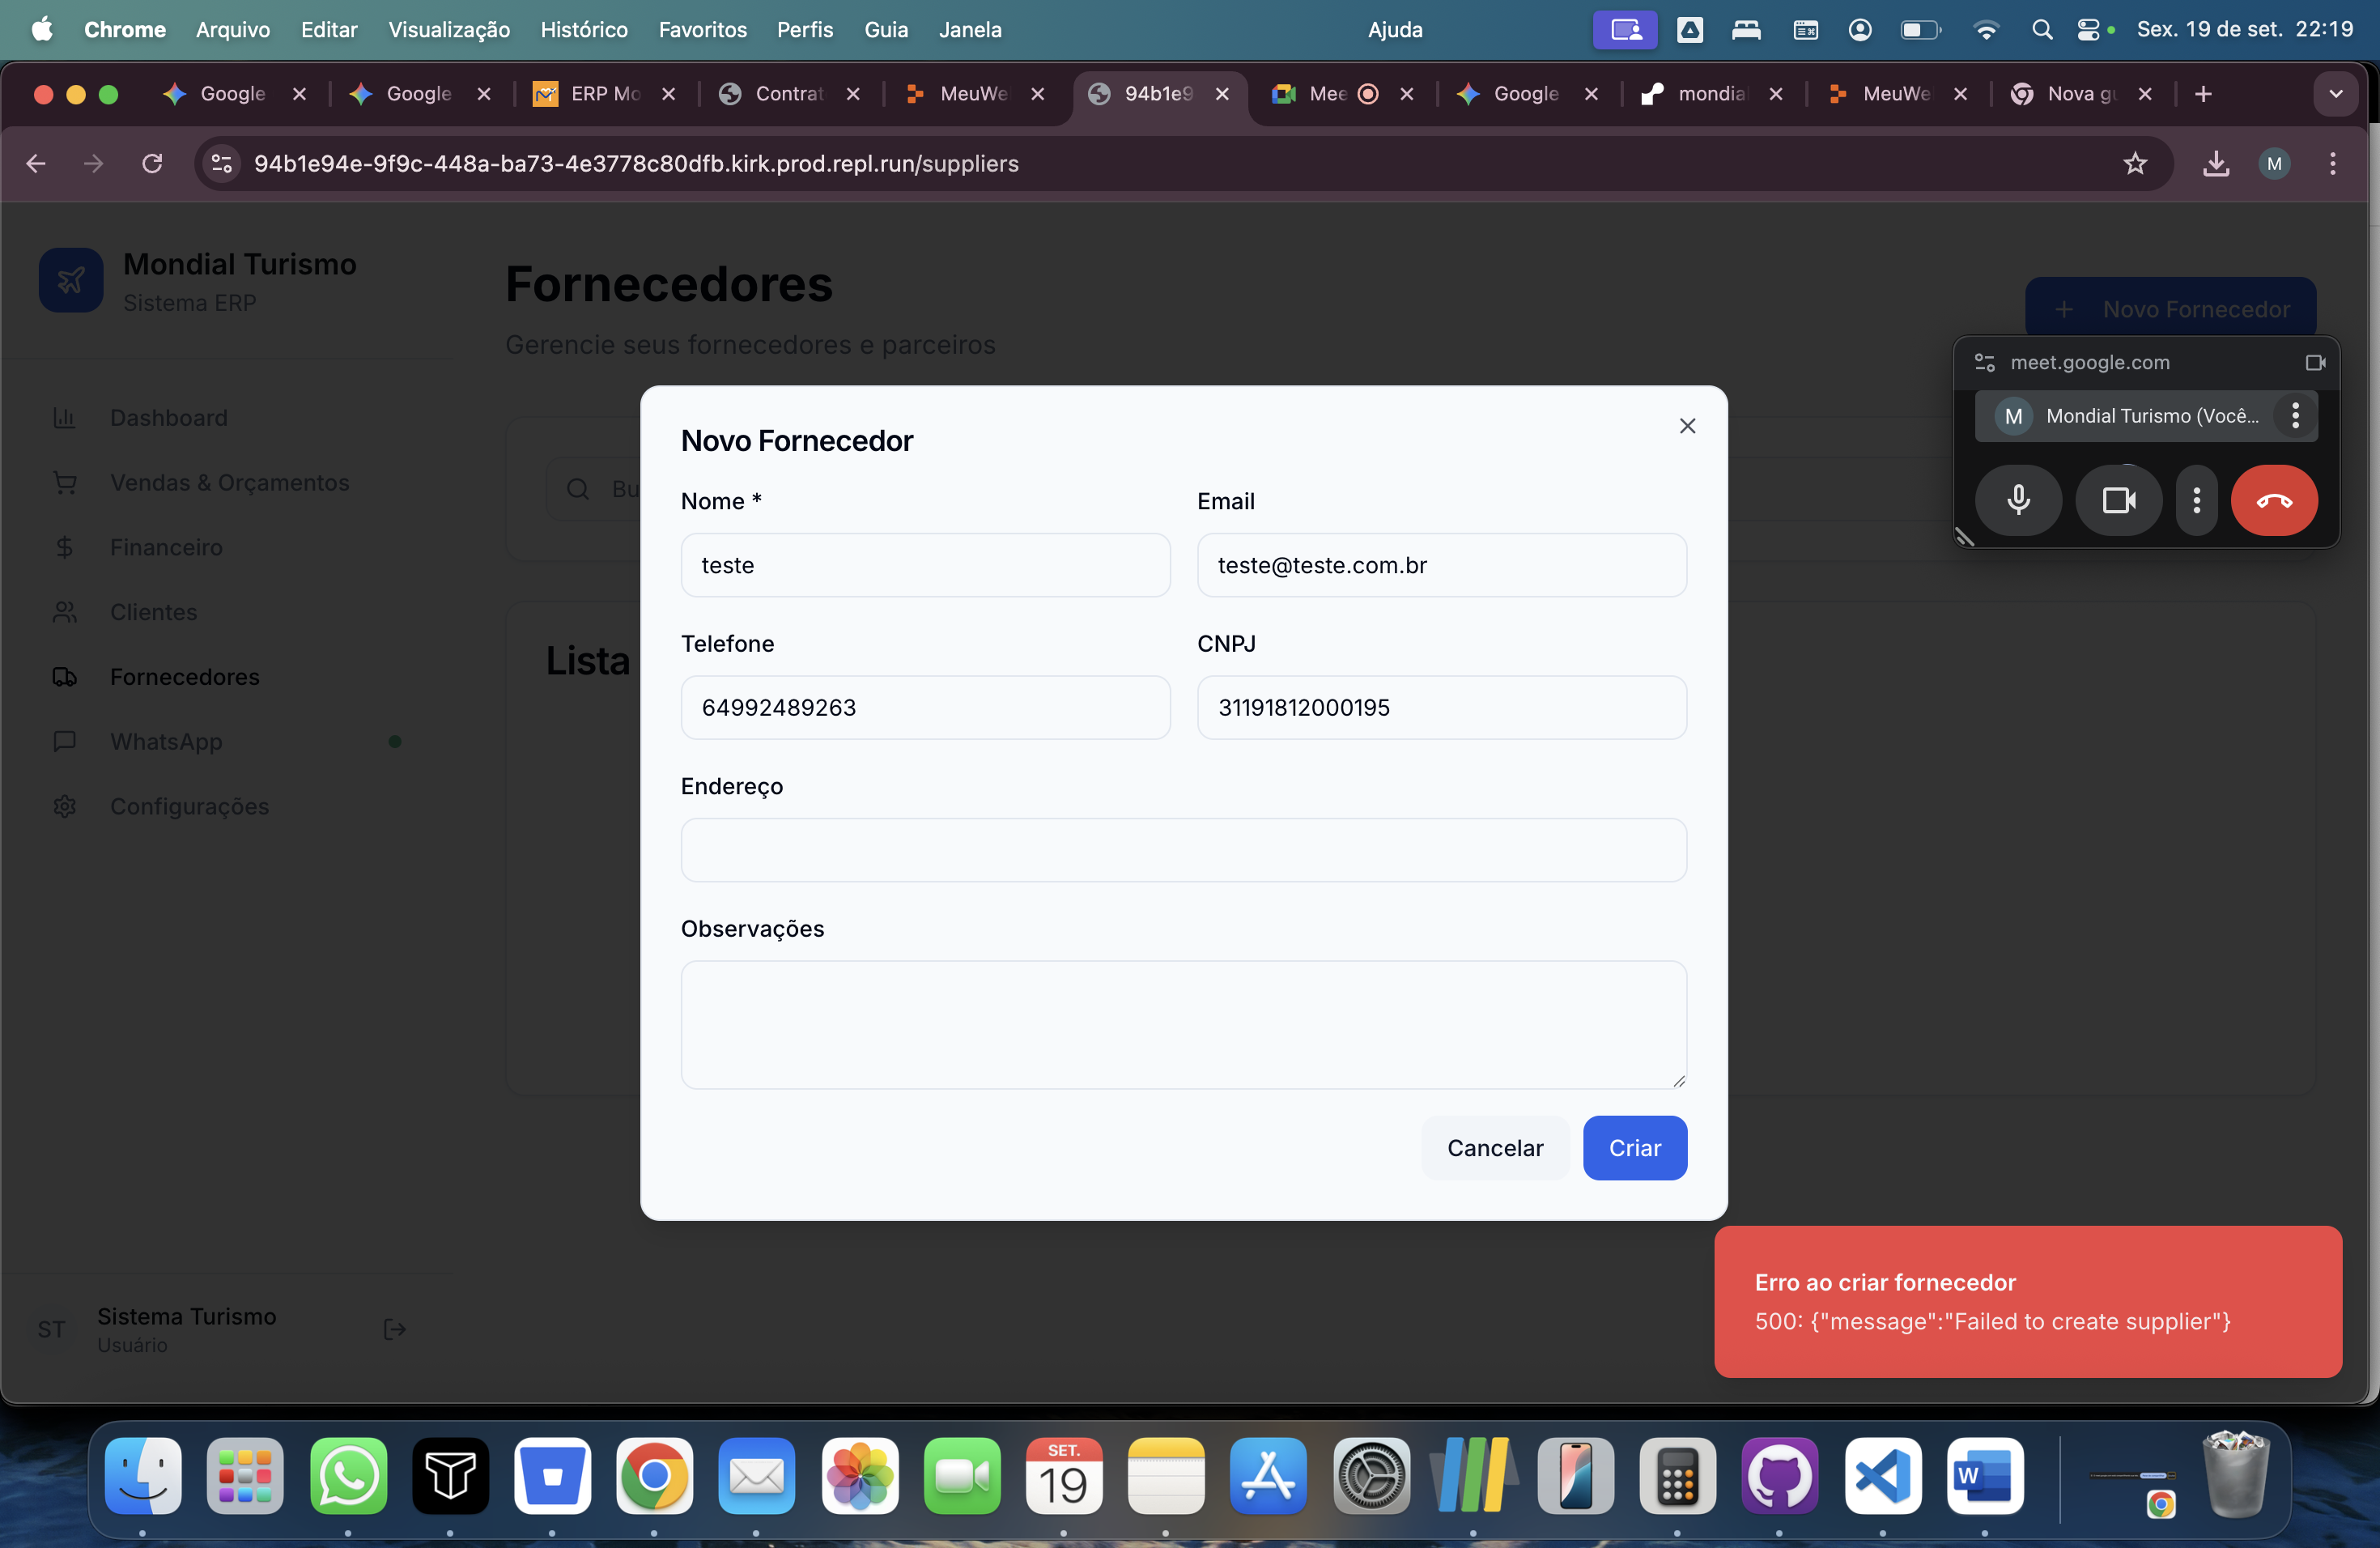 Chrome Arquivo Editar Visualização Histórico Favoritos Perfis Guia Janela Ajuda Sex. 19 de set. 22:19
Google Google ERP Mo Contrat MeuWe 94b1e9 Mee Google mondia MeuWe Nova gu
94b1e94e-9f9c-448a-ba73-4e3778c80dfb.kirk.prod.repl.run/suppliers M
Mondial Turismo
Sistema ERP
Fornecedores
Gerencie seus fornecedores e parceiros
Novo Fornecedor
meet.google.com
M Mondial Turismo (Você...
Dashboard
Vendas & Orçamentos
Financeiro
Clientes
Fornecedores
WhatsApp
Configurações
Bu
Lista
Novo Fornecedor
Nome * Email
teste teste@teste.com.br
Telefone CNPJ
64992489263 31191812000195
Endereço
Observações
Cancelar Criar
Erro ao criar fornecedor
500: {"message":"Failed to create supplier"}
ST Sistema Turismo
Usuário
SET.
19
W